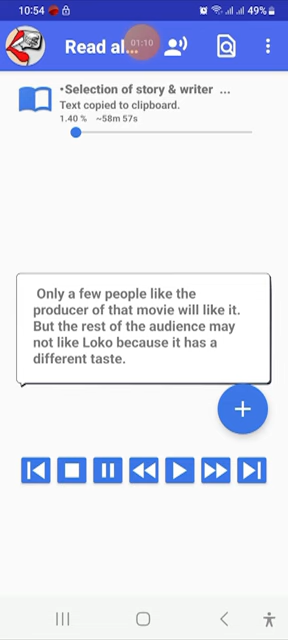 10:54
49%
Read al...
01:10
•Selection of story & writer ...
Text copied to clipboard.
1.40 % ~58m 57s
Only a few people like the
producer of that movie will like it.
But the rest of the audience may
not like Loko because it has a
different taste.